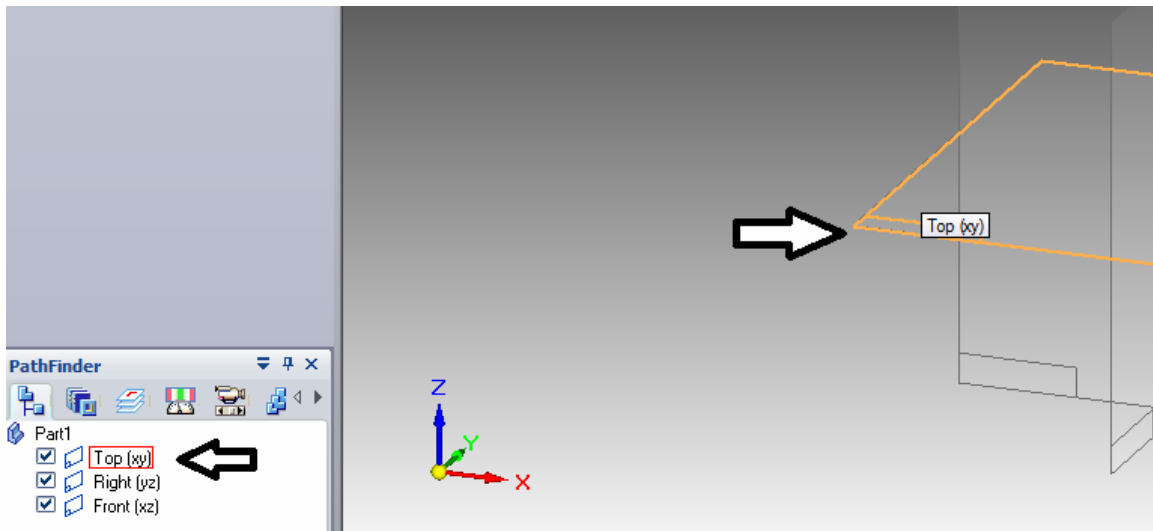 Top (xy)
PathFinder
Part1
Top (xy)
Right (yz)
Front (xz)
Z
Y
X